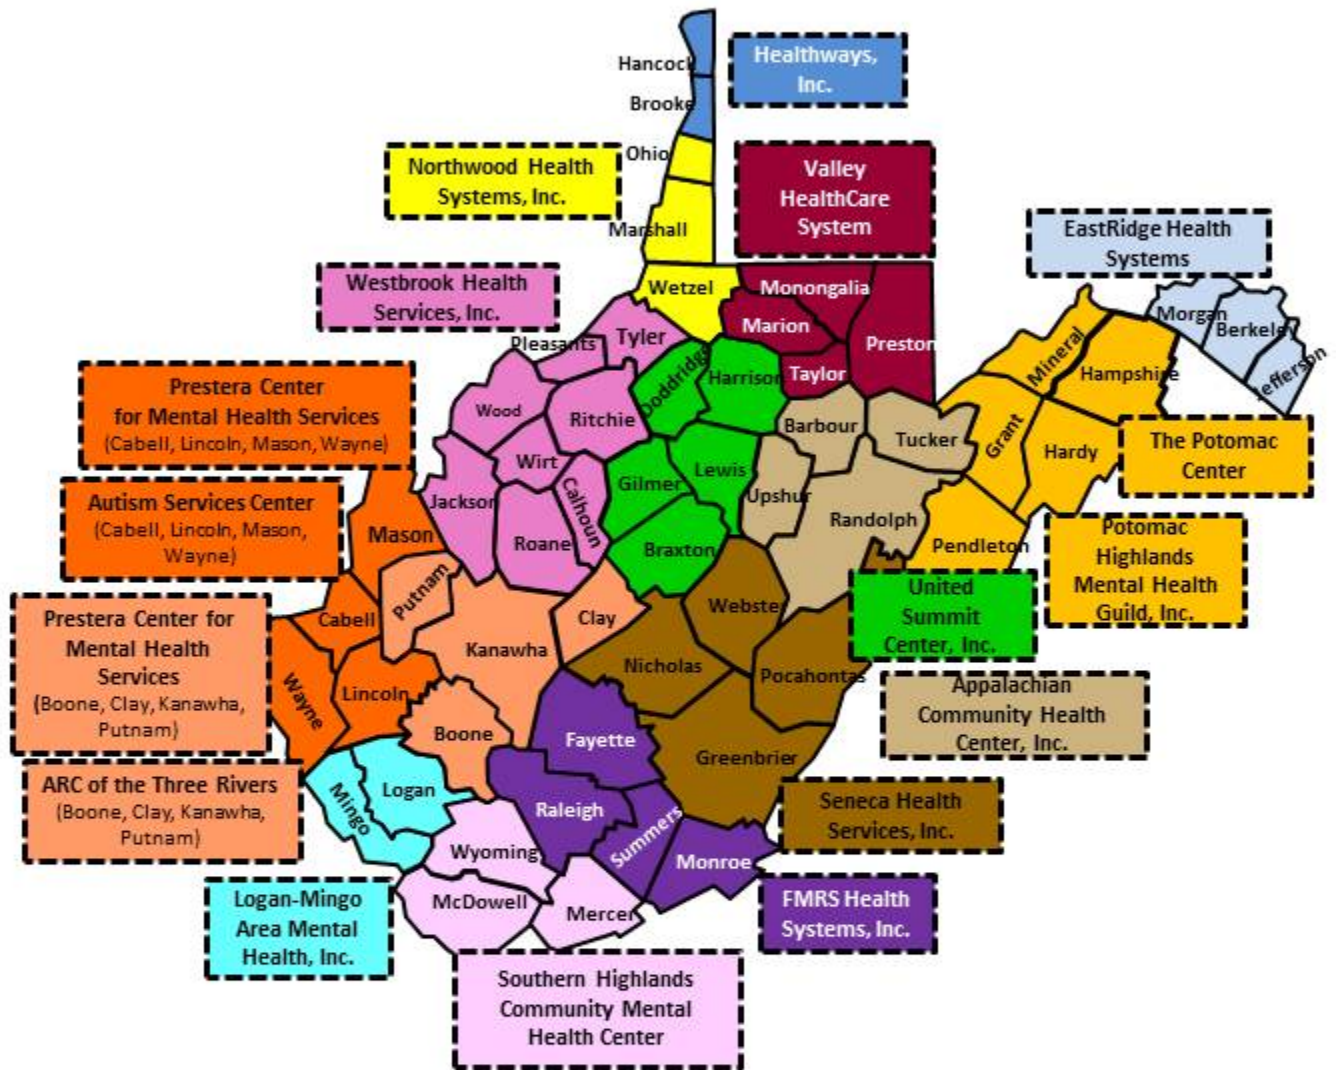 Hancock
Healthways,
Inc.
Brooke
Ohio
Northwood Health
Systems, Inc.
Valley
HealthCare
System
Marshall
EastRidge Health
Systems
Westbrook Health
Services, Inc.
Wetzel
Monongalia
Morgan
Berkeley
Marion
Tyler
Pleasants
Preston
Mineral
Jefferson
Doddridge
Harrison
Taylor
Hampshire
Prestera Center
for Mental Health Services
(Cabell, Lincoln, Mason, Wayne)
Wood
Ritchie
Barbour
Tucker
Grant
Hardy
The Potomac
Center
Wirt
Lewis
Gilmer
Upshur
Jackson
Calhoun
Randolph
Autism Services Center
(Cabell, Lincoln, Mason,
Wayne)
Mason
Roane
Braxton
Pendleton
Potomac
Highlands
Mental Health
Guild, Inc.
Putnam
United
Summit
Center, Inc.
Prestera Center for
Mental Health
Services
(Boone, Clay, Kanawha,
Putnam)
Cabell
Clay
Webster
Kanawha
Nicholas
Pocahontas
Wayne
Lincoln
Appalachian
Community Health
Center, Inc.
Boone
Fayette
Greenbrier
ARC of the Three Rivers
(Boone, Clay, Kanawha,
Putnam)
Mingo
Logan
Raleigh
Summers
Seneca Health
Services, Inc.
Wyoming
Monroe
McDowell
Mercer
FMRS Health
Systems, Inc.
Logan-Mingo
Area Mental
Health, Inc.
Southern Highlands
Community Mental
Health Center